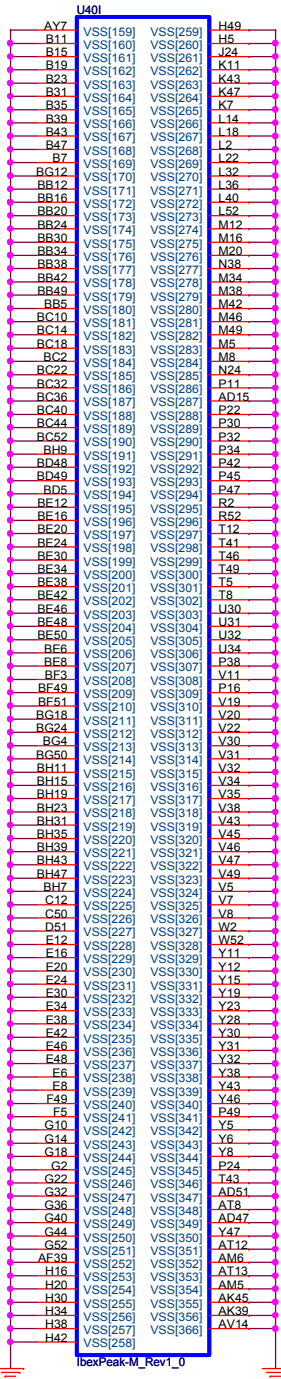 U40I
AY7 VSS[159] VSS[259] H49
B11 VSS[160] VSS[260] H5
B15 VSS[161] VSS[261] J24
B19 VSS[162] VSS[262] K11
B23 VSS[163] VSS[263] K43
B31 VSS[164] VSS[264] K47
B35 VSS[165] VSS[265] K7
B39 VSS[166] VSS[266] L14
B43 VSS[167] VSS[267] L18
B47 VSS[168] VSS[268] L2
B7 VSS[169] VSS[269] L22
BG12 VSS[170] VSS[270] L32
BB12 VSS[171] VSS[271] L36
BB16 VSS[172] VSS[272] L40
BB20 VSS[173] VSS[273] L52
BB24 VSS[174] VSS[274] M12
BB30 VSS[175] VSS[275] M16
BB34 VSS[176] VSS[276] M20
BB38 VSS[177] VSS[277] N38
BB42 VSS[178] VSS[278] M34
BB49 VSS[179] VSS[279] M38
BB5 VSS[180] VSS[280] M42
BC10 VSS[181] VSS[281] M46
BC14 VSS[182] VSS[282] M49
BC18 VSS[183] VSS[283] M5
BC2 VSS[184] VSS[284] M8
BC22 VSS[185] VSS[285] N24
BC32 VSS[186] VSS[286] P11
BC36 VSS[187] VSS[287] AD15
BC40 VSS[188] VSS[288] P22
BC44 VSS[189] VSS[289] P30
BC52 VSS[190] VSS[290] P32
BH9 VSS[191] VSS[291] P34
BD48 VSS[192] VSS[292] P42
BD49 VSS[193] VSS[293] P45
BD5 VSS[194] VSS[294] P47
BE12 VSS[195] VSS[295] R2
BE16 VSS[196] VSS[296] R52
BE20 VSS[197] VSS[297] T12
BE24 VSS[198] VSS[298] T41
BE30 VSS[199] VSS[299] T46
BE34 VSS[200] VSS[300] T49
BE38 VSS[201] VSS[301] T5
BE42 VSS[202] VSS[302] T8
BE46 VSS[203] VSS[303] U30
BE48 VSS[204] VSS[304] U31
BE50 VSS[205] VSS[305] U32
BE6 VSS[206] VSS[306] U34
BE8 VSS[207] VSS[307] P38
BF3 VSS[208] VSS[308] V11
BF49 VSS[209] VSS[309] P16
BF51 VSS[210] VSS[310] V19
BG18 VSS[211] VSS[311] V20
BG24 VSS[212] VSS[312] V22
BG4 VSS[213] VSS[313] V30
BG50 VSS[214] VSS[314] V31
BH11 VSS[215] VSS[315] V32
BH15 VSS[216] VSS[316] V34
BH19 VSS[217] VSS[317] V35
BH23 VSS[218] VSS[318] V38
BH31 VSS[219] VSS[319] V43
BH35 VSS[220] VSS[320] V45
BH39 VSS[221] VSS[321] V46
BH43 VSS[222] VSS[322] V47
BH47 VSS[223] VSS[323] V49
BH7 VSS[224] VSS[324] V5
C12 VSS[225] VSS[325] V7
C50 VSS[226] VSS[326] V8
D51 VSS[227] VSS[327] W2
E12 VSS[228] VSS[328] W52
E16 VSS[229] VSS[329] Y11
E20 VSS[230] VSS[330] Y12
E24 VSS[231] VSS[331] Y15
E30 VSS[232] VSS[332] Y19
E34 VSS[233] VSS[333] Y23
E38 VSS[234] VSS[334] Y28
E42 VSS[235] VSS[335] Y30
E46 VSS[236] VSS[336] Y31
E48 VSS[237] VSS[337] Y32
E6 VSS[238] VSS[338] Y38
E8 VSS[239] VSS[339] Y43
F49 VSS[240] VSS[340] Y46
F5 VSS[241] VSS[341] P49
G10 VSS[242] VSS[342] Y5
G14 VSS[243] VSS[343] Y6
G18 VSS[244] VSS[344] Y8
G2 VSS[245] VSS[345] P24
G22 VSS[246] VSS[346] T43
G32 VSS[247] VSS[347] AD51
G36 VSS[248] VSS[348] AT8
G40 VSS[249] VSS[349] AD47
G44 VSS[250] VSS[350] Y47
G52 VSS[251] VSS[351] AT12
AF39 VSS[252] VSS[352] AM6
H16 VSS[253] VSS[353] AT13
H20 VSS[254] VSS[354] AM5
H30 VSS[255] VSS[355] AK45
H34 VSS[256] VSS[356] AK39
H38 VSS[257] VSS[366] AV14
H42 VSS[258]
IbexPeak-M_Rev1_0